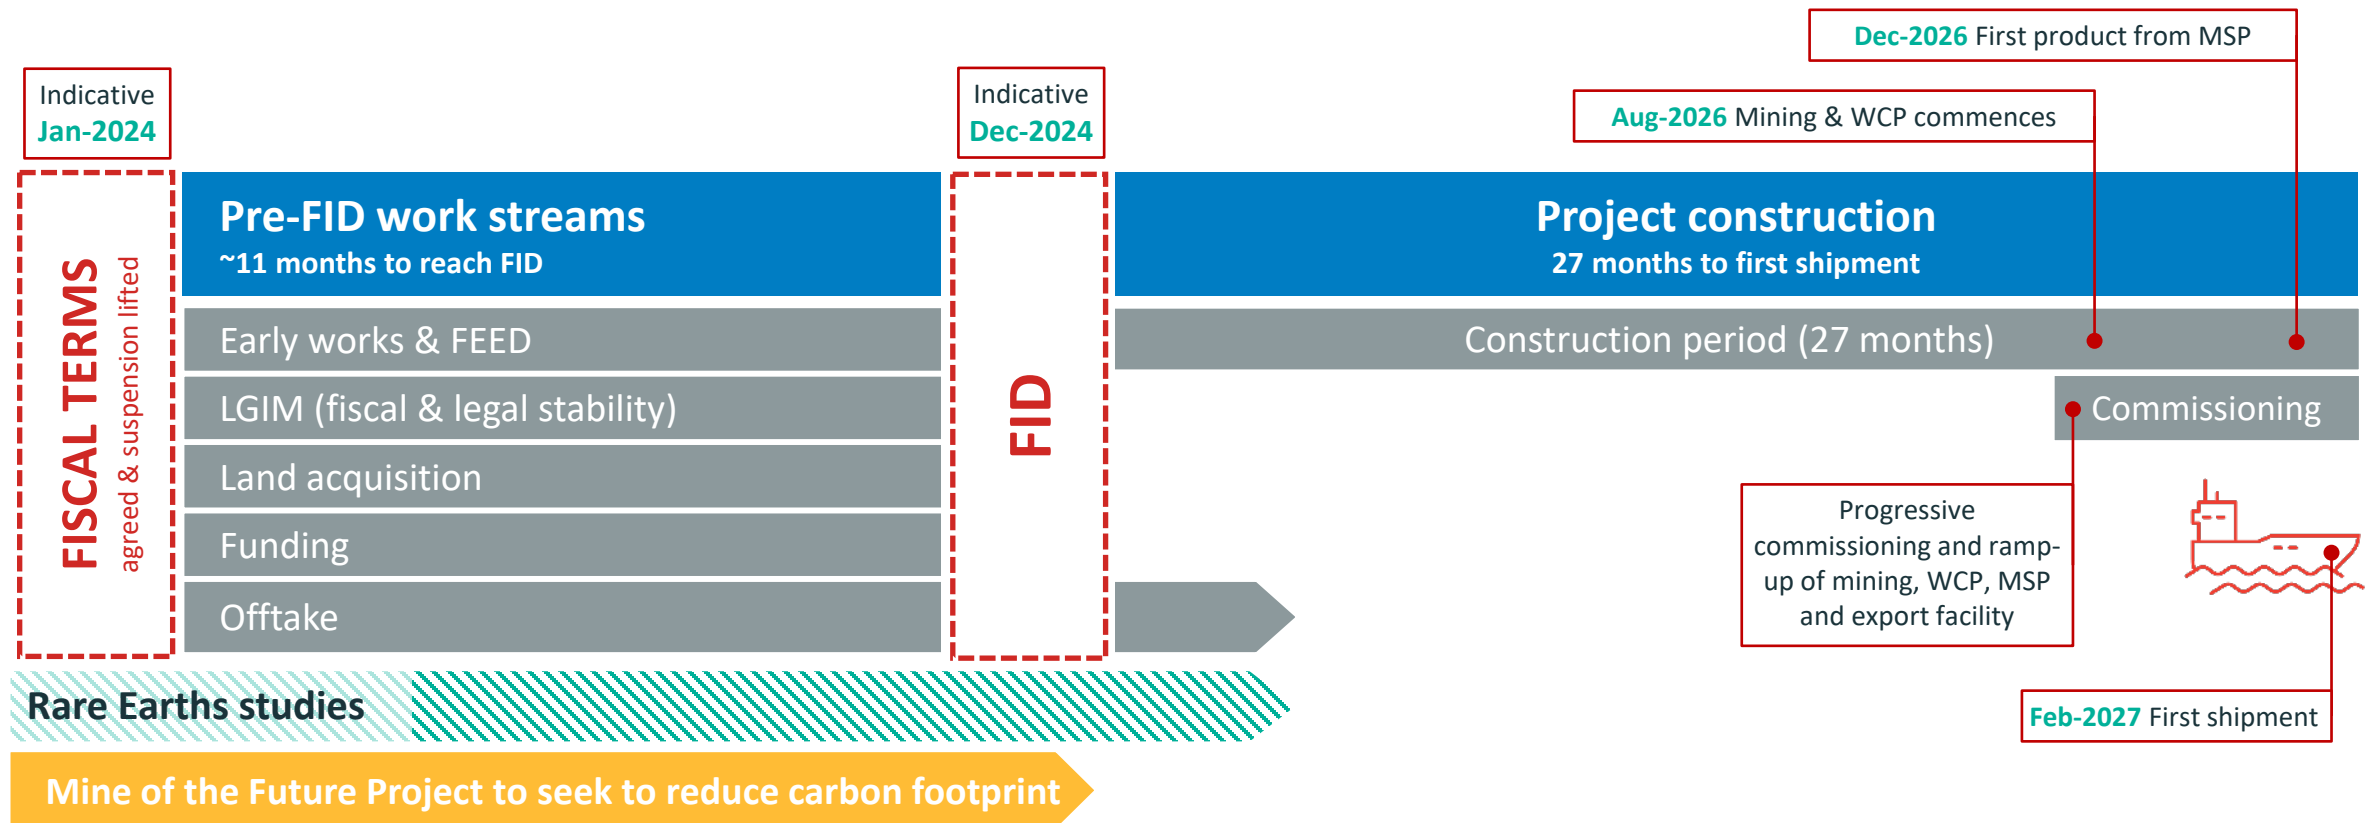 Dec-2026 First product from MSP
Indicative
Jan-2024
Indicative
Dec-2024
Aug-2026 Mining & WCP commences
FISCAL TERMS
agreed & suspension lifted
Pre-FID work streams
~11 months to reach FID
FID
Project construction
27 months to first shipment
Early works & FEED
Construction period (27 months)
LGIM (fiscal & legal stability)
Commissioning
Land acquisition
Funding
Offtake
Progressive
commissioning and ramp-
up of mining, WCP, MSP
and export facility
Rare Earths studies
Feb-2027 First shipment
Mine of the Future Project to seek to reduce carbon footprint